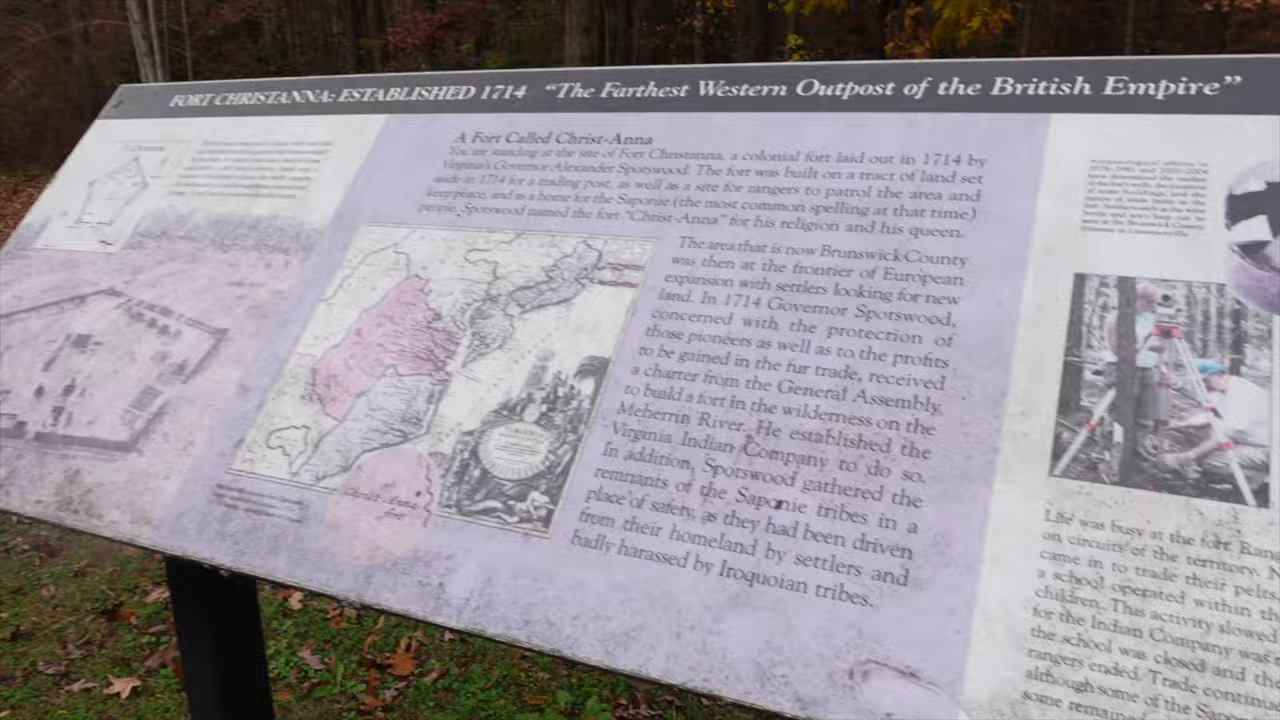 FORT CHRISTANNA: ESTABLISHED 1714 "The Farthest Western Outpost of the British Empire"
A Fort Called Christ-Anna
You are standing at the site of Fort Christanna, a colonial fort laid out in 1714 by
Virginia's Governor Alexander Spotswood. The fort was built on a tract of land set
aside in 1714 for a trading post, as well as a site for rangers to patrol the area and
keep peace, and as a home for the Saponie (the most common spelling at that time)
people. Spotswood named the fort "Christ-Anna" for his religion and his queen.
The area that is now Brunswick County
was then at the frontier of European
expansion with settlers looking for new
land. In 1714 Governor Spotswood,
concerned with the protection of
those pioneers as well as to the profits
to be gained in the fur trade, received
a charter from the General Assembly
to build a fort in the wilderness on the
Meherrin River. He established the
Virginia Indian Company to do so.
In addition, Spotswood gathered the
remnants of the Saponie tribes in a
place of safety, as they had been driven
from their homeland by settlers and
badly harassed by Iroquoian tribes.
Christ-Anna
fort
Life was busy at the fort. Ran
on circuits of the territory. N
came in to trade their pelts
a school operated within th
children. This activity slowed
for the Indian Company was
the school was closed and th
rangers ended. Trade continu
although some of the Sap
some remain